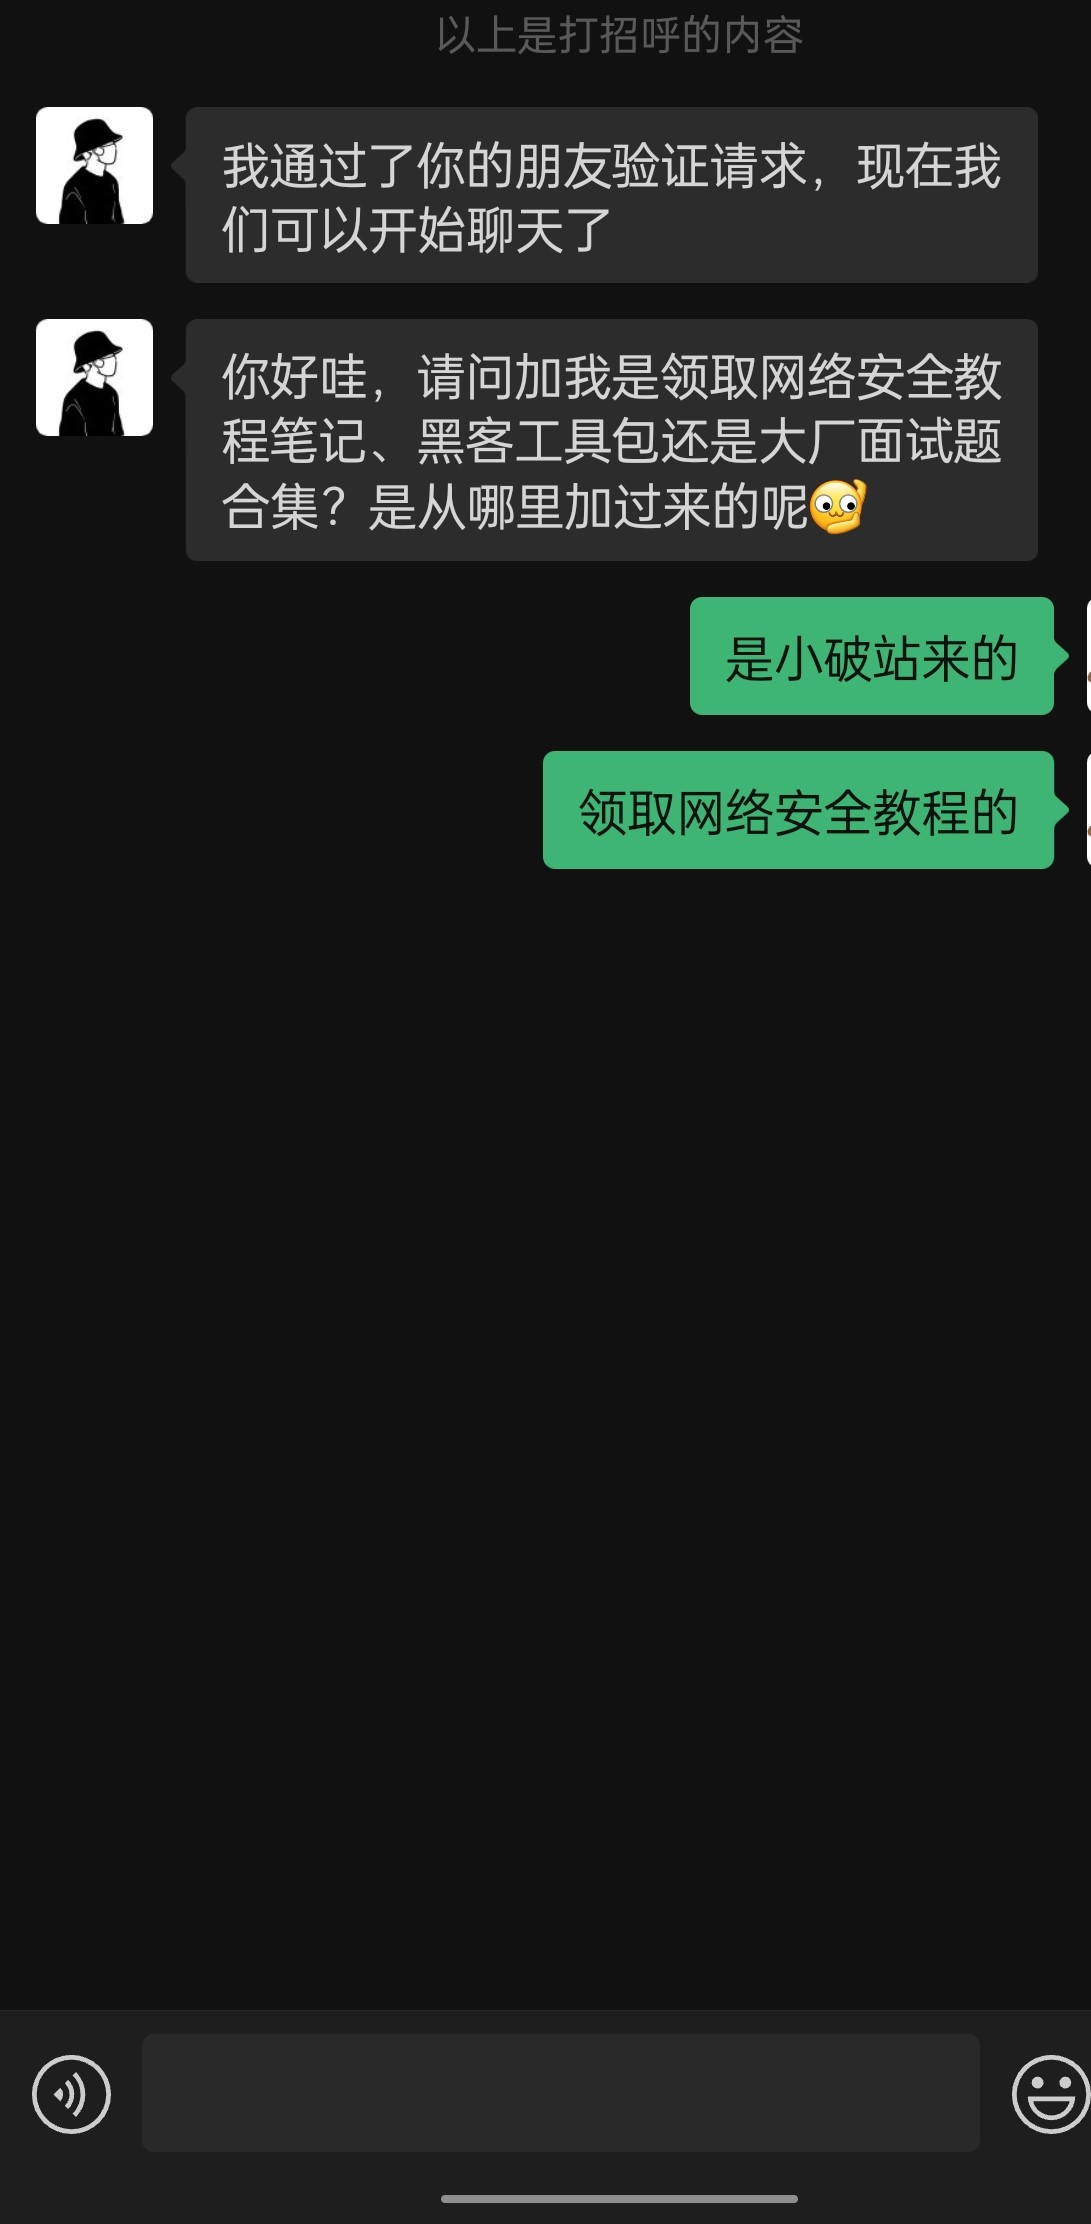 以上是打招呼的内容
我通过了你的朋友验证请求，现在我
们可以开始聊天了
你好哇，请问加我是领取网络安全教
程笔记、黑客工具包还是大厂面试题
合集？是从哪里加过来的呢
是小破站来的
领取网络安全教程的